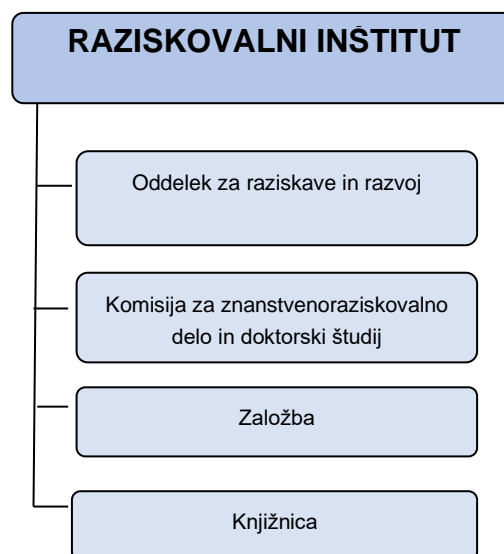 RAZISKOVALNI INŠTITUT
Oddelek za raziskave in razvoj
Komisija za znanstvenoraziskovalno
delo in doktorski študij
Založba
Knjižnica